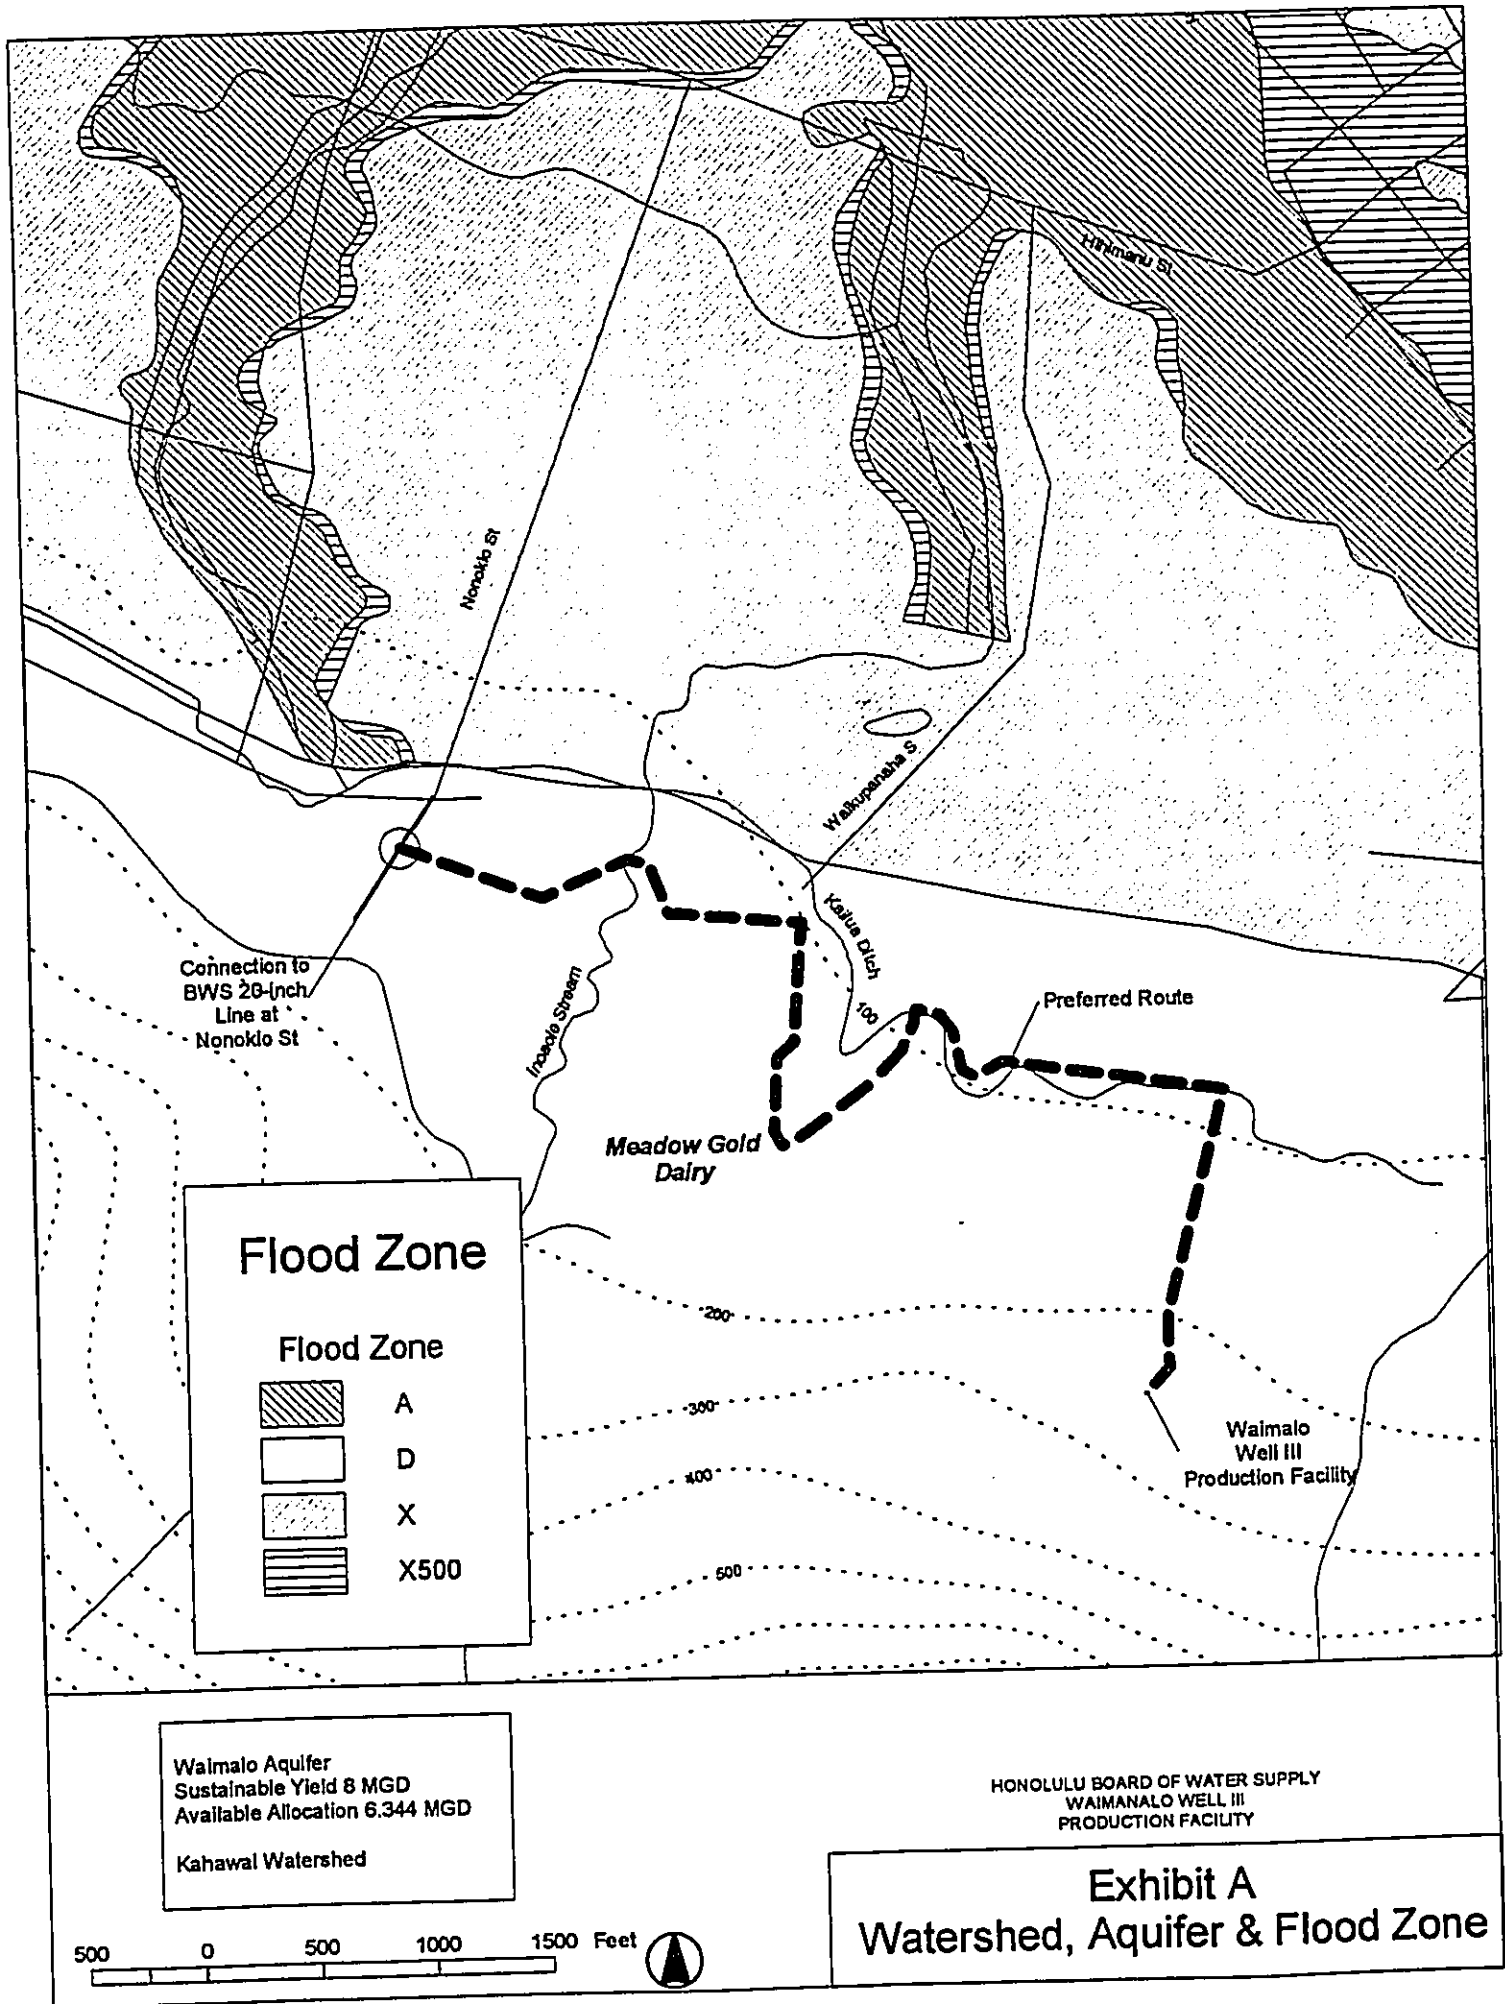 Hihimanu St
Nonokio St
Waikupanaha S
Kailua Ditch
100
Connection to
BWS 20-inch
Line at
Nonokio St
Inoaole Stream
Preferred Route
Meadow Gold
Dairy
200
300
400
500
Waimalo
Well III
Production Facility
Flood Zone
Flood Zone
A
D
X
X500
Waimalo Aquifer
Sustainable Yield 8 MGD
Available Allocation 6.344 MGD
Kahawai Watershed
HONOLULU BOARD OF WATER SUPPLY
WAIMANALO WELL III
PRODUCTION FACILITY
Exhibit A
Watershed, Aquifer & Flood Zone
500 0 500 1000 1500 Feet